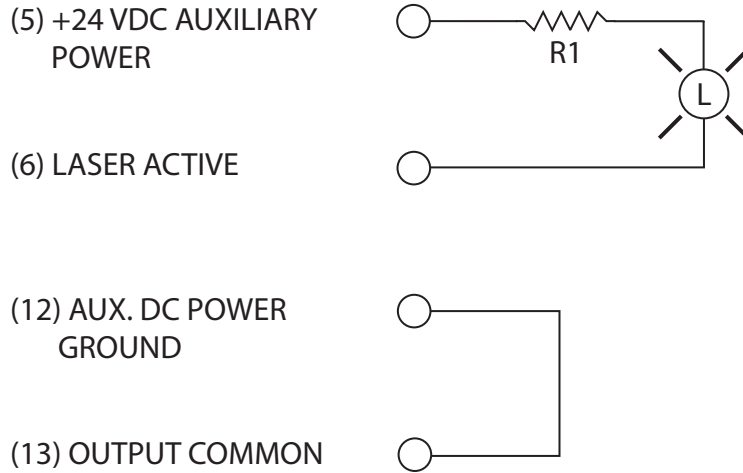 (5) +24 VDC AUXILIARY
POWER
R1
L
(6) LASER ACTIVE
(12) AUX. DC POWER
GROUND
(13) OUTPUT COMMON